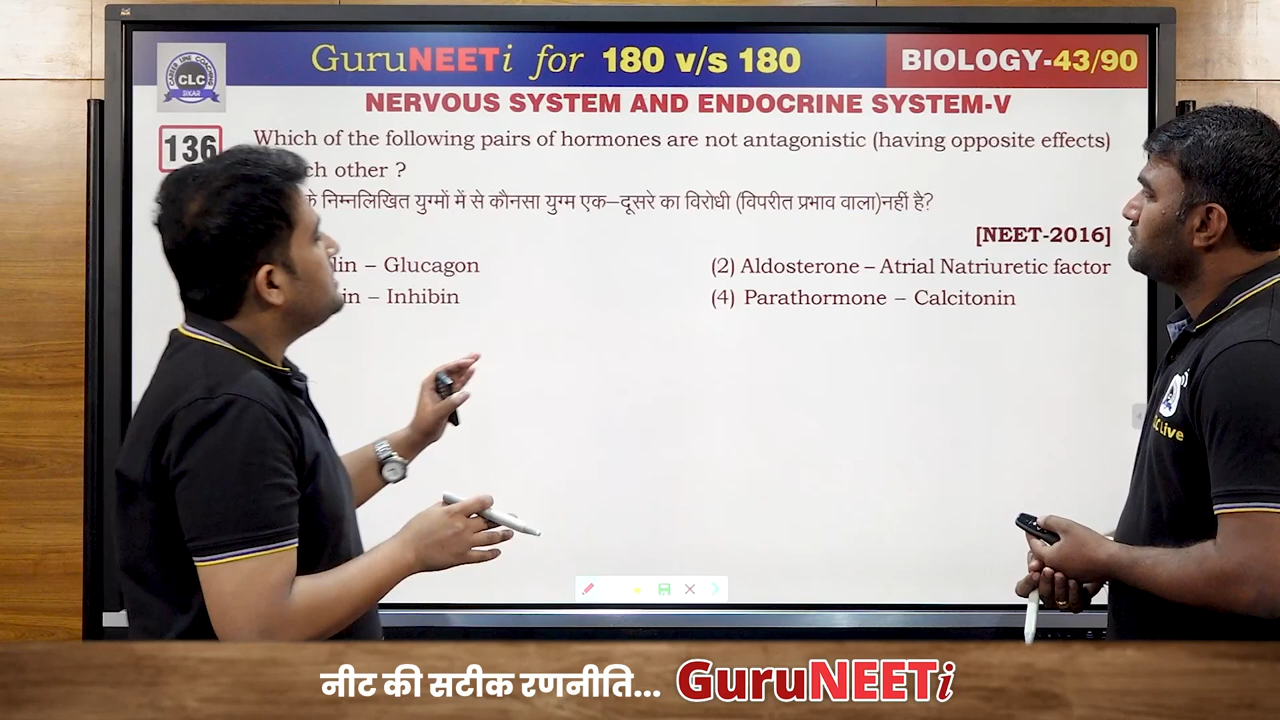 GuruNEETi for 180 v/s 180
BIOLOGY-43/90
CLC
SIKAR
NERVOUS SYSTEM AND ENDOCRINE SYSTEM-V
136
Which of the following pairs of hormones are not antagonistic (having opposite effects)
ch other ?
के निम्नलिखित युग्मों में से कौनसा युग्म एक–दूसरे का विरोधी (विपरीत प्रभाव वाला)नहीं है?
[NEET-2016]
lin – Glucagon
(2) Aldosterone – Atrial Natriuretic factor
in – Inhibin
(4) Parathormone – Calcitonin
Live
नीट की सटीक रणनीति... GuruNEETi